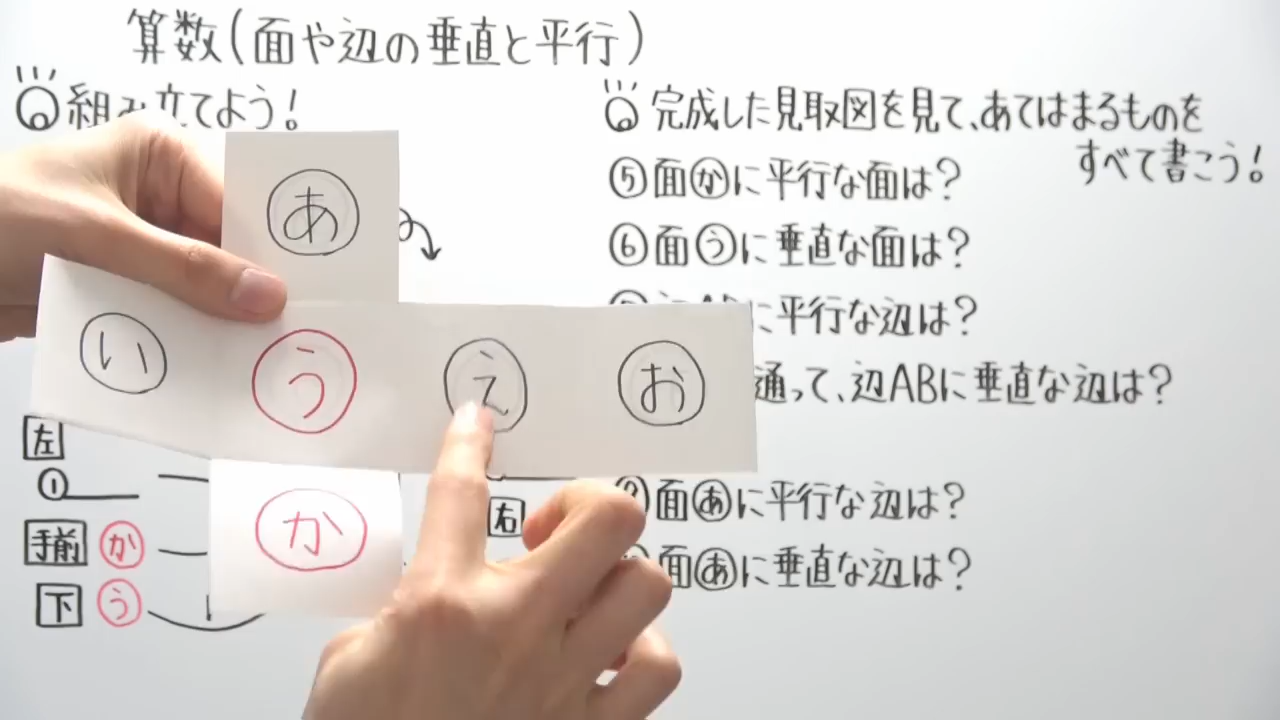 算数(面や辺の垂直と平行)
組み立てよう!
完成した見取図を見て、あてはまるものを
すべて書こう!
⑤面かに平行な面は?
⑥面うに垂直な面は?
に平行な辺は?
通って、辺ABに垂直な辺は?
面あに平行な辺は?
面あに垂直な辺は?
あ
い う え お
か
左
①
右
手前 か
下 う